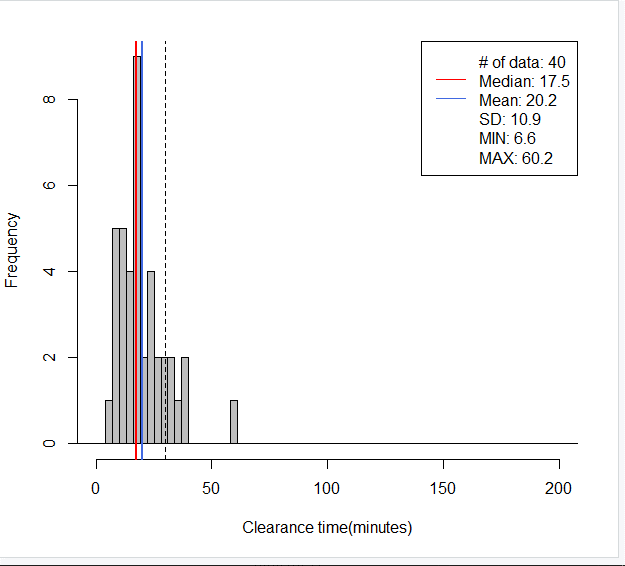 # of data: 40
Median: 17.5
Mean: 20.2
SD: 10.9
MIN: 6.6
MAX: 60.2
Frequency
8
6
4
2
0
0 50 100 150 200
Clearance time(minutes)